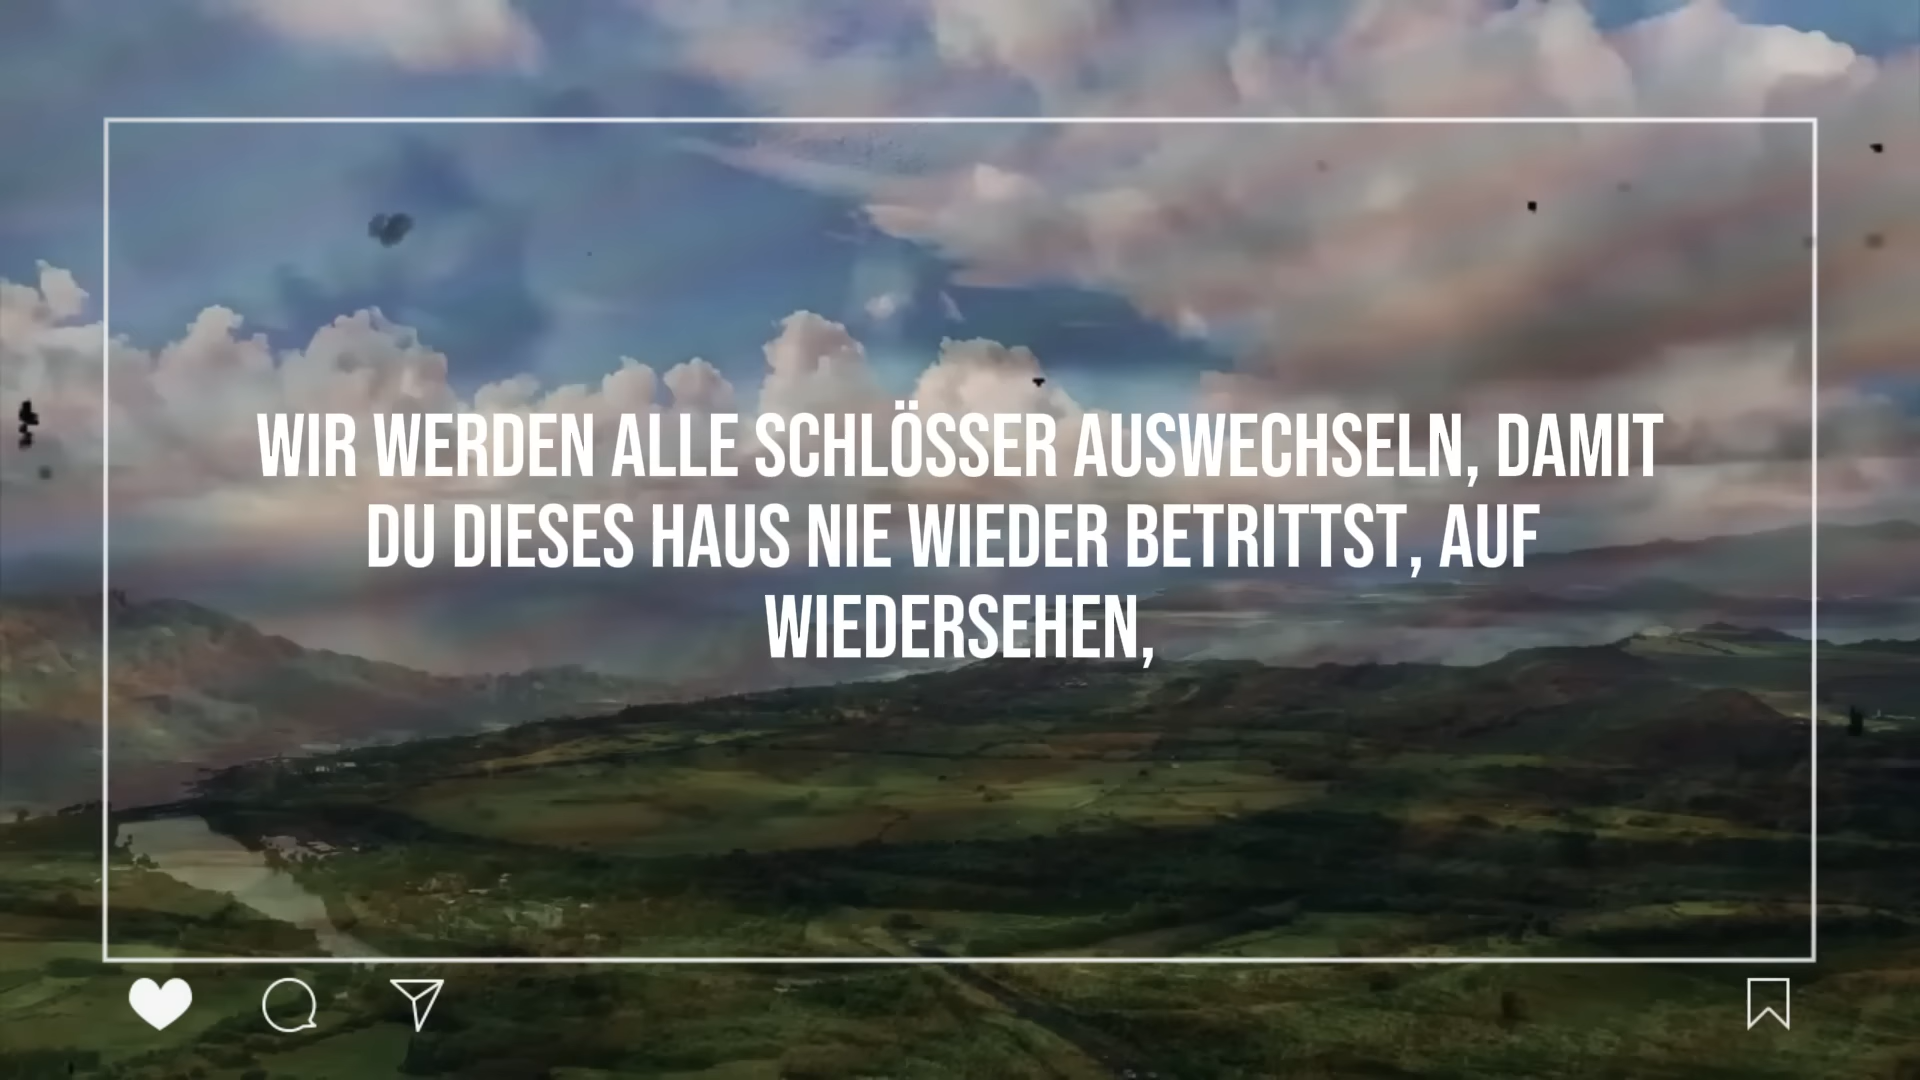 WIR WERDEN ALLE SCHLÖSSER AUSWECHSELN, DAMIT
DU DIESES HAUS NIE WIEDER BETRITTST, AUF
WIEDERSEHEN,